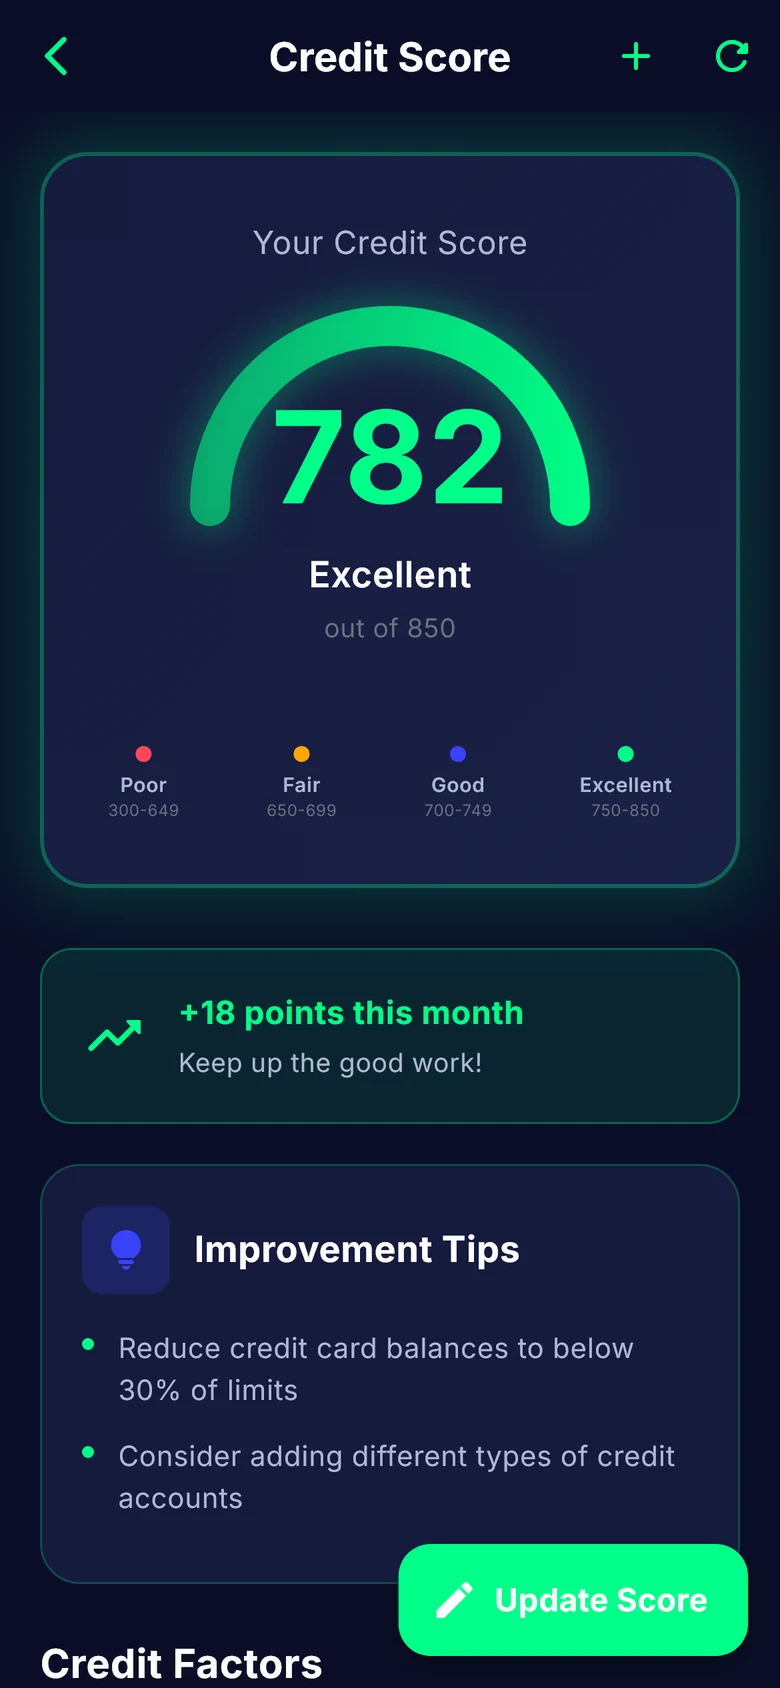 Credit Score
Your Credit Score
782
Excellent
out of 850
Poor
300-649
Fair
650-699
Good
700-749
Excellent
750-850
+18 points this month
Keep up the good work!
Improvement Tips
Reduce credit card balances to below
30% of limits
Consider adding different types of credit
accounts
Update Score
Credit Factors